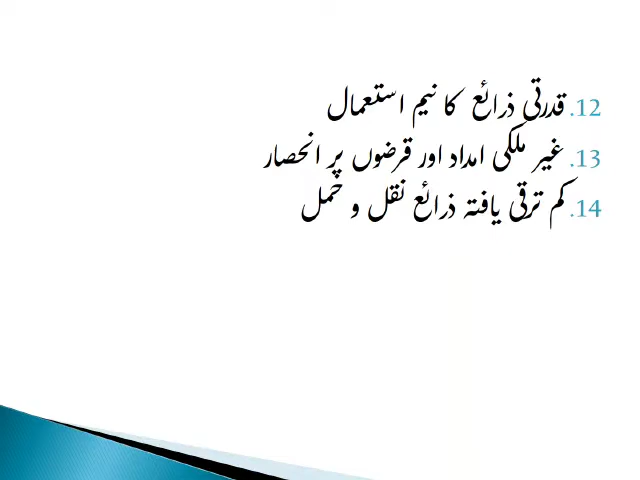 12. قدرتی ذرائع کا نیم استعمال
13. غیر ملکی امداد اور قرضوں پر انحصار
14. کم ترقی یافتہ ذرائع نقل و حمل